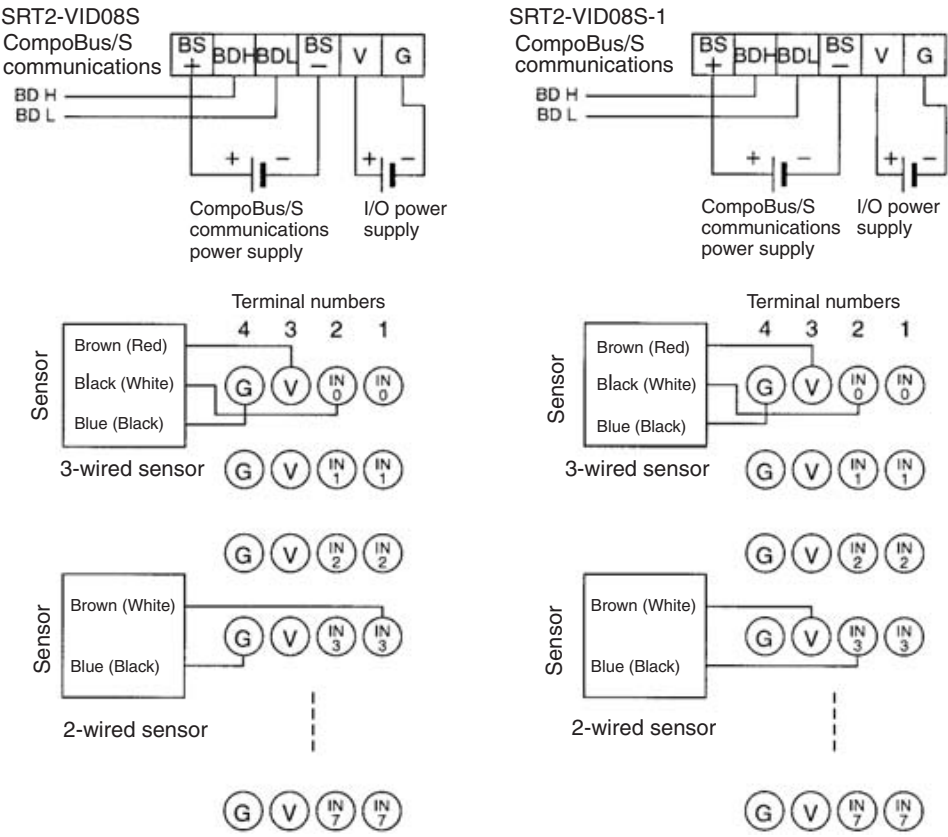 SRT2-VID08S
CompoBus/S
communications
BS
+
BDH
BDL
BS
–
V
G
BD H
BD L
+
–
+
–
CompoBus/S
communications
power supply
I/O power
supply
Terminal numbers
4 3 2 1
Sensor
Brown (Red)
Black (White)
Blue (Black)
G V IN 0 IN 0
3-wired sensor
G V IN 1 IN 1
G V IN 2 IN 2
Sensor
Brown (White)
Blue (Black)
G V IN 3 IN 3
2-wired sensor
G V IN 7 IN 7
SRT2-VID08S-1
CompoBus/S
communications
BS
+
BDH
BDL
BS
–
V
G
BD H
BD L
+
–
+
–
CompoBus/S
communications
power supply
I/O power
supply
Terminal numbers
4 3 2 1
Sensor
Brown (Red)
Black (White)
Blue (Black)
G V IN 0 IN 0
3-wired sensor
G V IN 1 IN 1
G V IN 2 IN 2
Sensor
Brown (White)
Blue (Black)
G V IN 3 IN 3
2-wired sensor
G V IN 7 IN 7